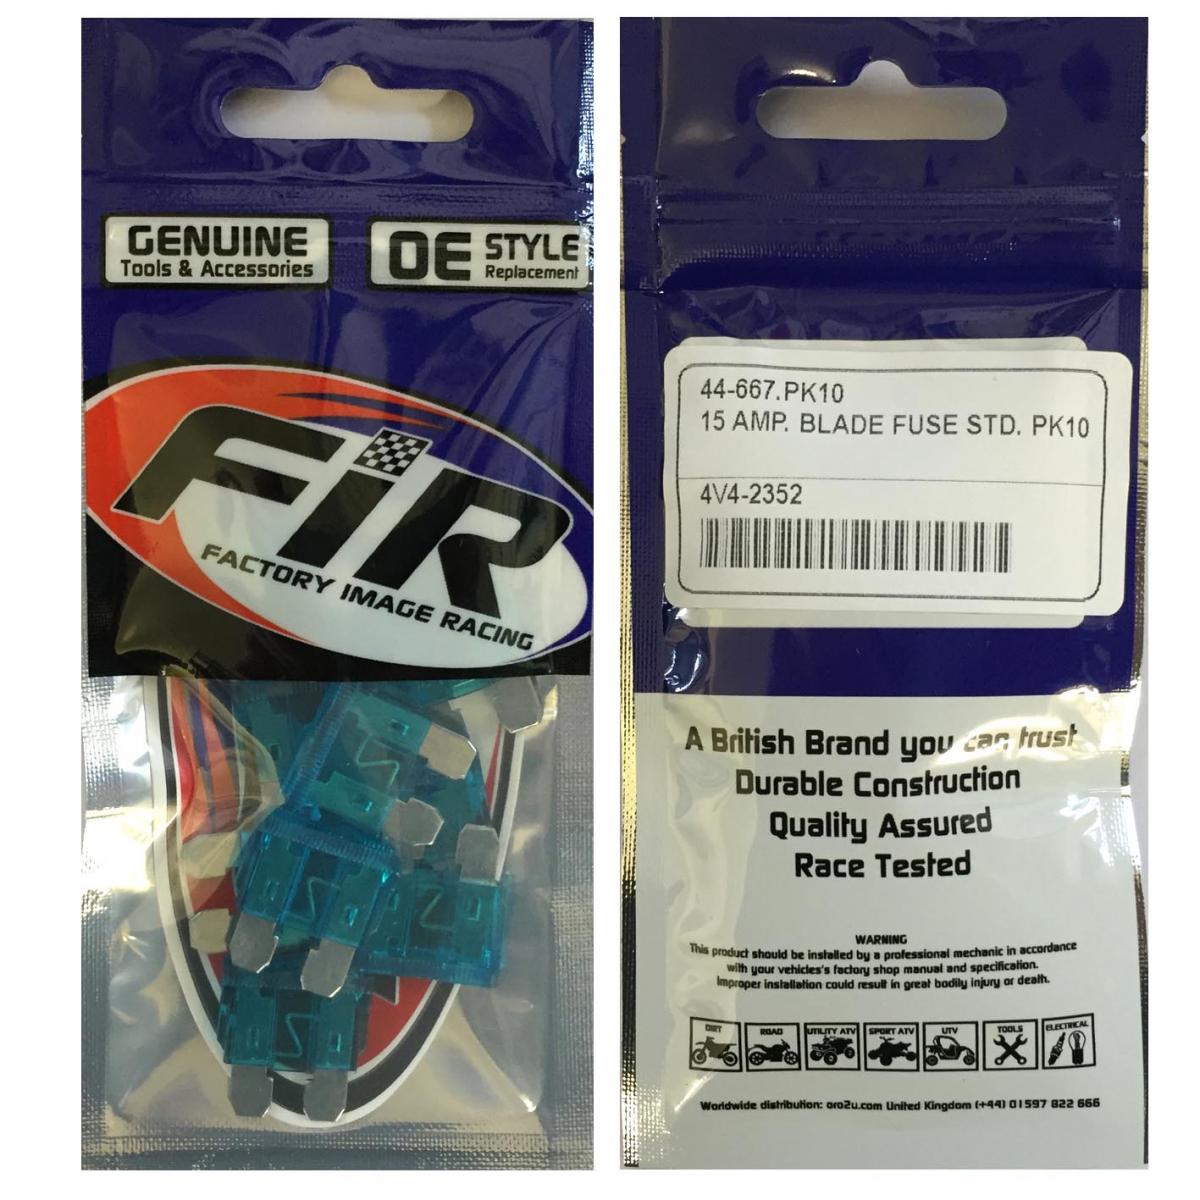 GENUINE
Tools & Accessories
OE STYLE
Replacement
FiR
FACTORY IMAGE RACING
44-667.PK10
15 AMP. BLADE FUSE STD. PK10
4V4-2352
A British Brand you can trust
Durable Construction
Quality Assured
Race Tested
WARNING
This product should be installed by a professional mechanic in accordance
with your vehicles's factory shop manual and specification.
Improper installation could result in great bodily injury or death.
DIRT ROAD UTILITY ATV SPORT ATV UTV TOOLS ELECTRICAL
Worldwide distribution: oro2u.com United Kingdom (+44) 01597 822 666